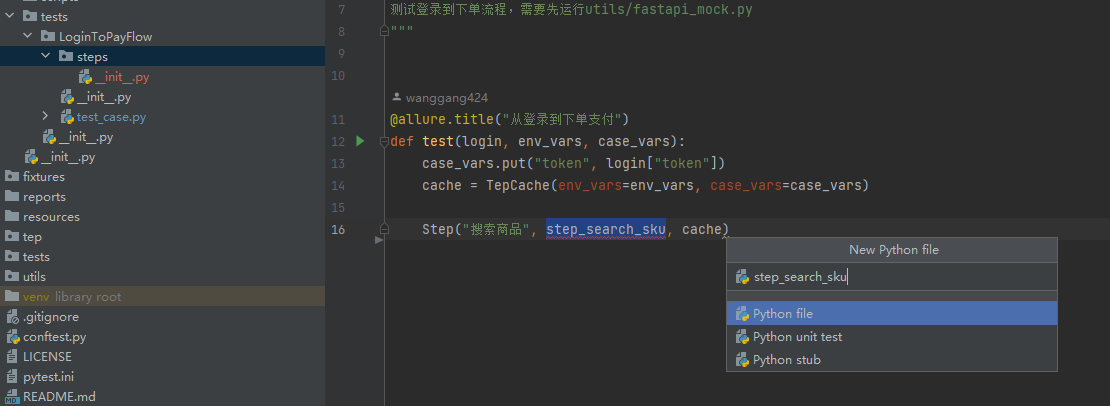 scripts
tests
LoginToPayFlow
steps
__init__.py
__init__.py
test_case.py
__init__.py
__init__.py
fixtures
reports
resources
tep
tests
utils
venv library root
.gitignore
conftest.py
LICENSE
pytest.ini
README.md
7 测试登录到下单流程，需要先运行utils/fastapi_mock.py
8 """
9
10
wanggang424
11 @allure.title("从登录到下单支付")
12 def test(login, env_vars, case_vars):
13 case_vars.put("token", login["token"])
14 cache = TepCache(env_vars=env_vars, case_vars=case_vars)
15
16 Step("搜索商品", step_search_sku, cache)
New Python file
step_search_sku
Python file
Python unit test
Python stub